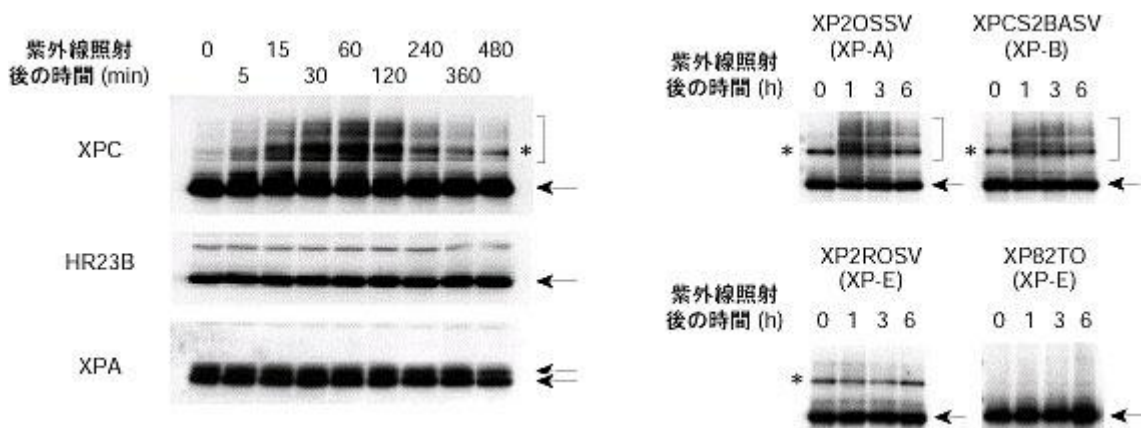 紫外線照射
後の時間 (min)
0 15 30 60 240 480
5 30 120 360
XPC
*
HR23B
XPA
XP2OSSV
(XP-A)
XPCS2BASV
(XP-B)
紫外線照射
後の時間 (h)
0 1 3 6
0 1 3 6
*
*
XP2ROSV
(XP-E)
XP82TO
(XP-E)
紫外線照射
後の時間 (h)
0 1 3 6
0 1 3 6
*